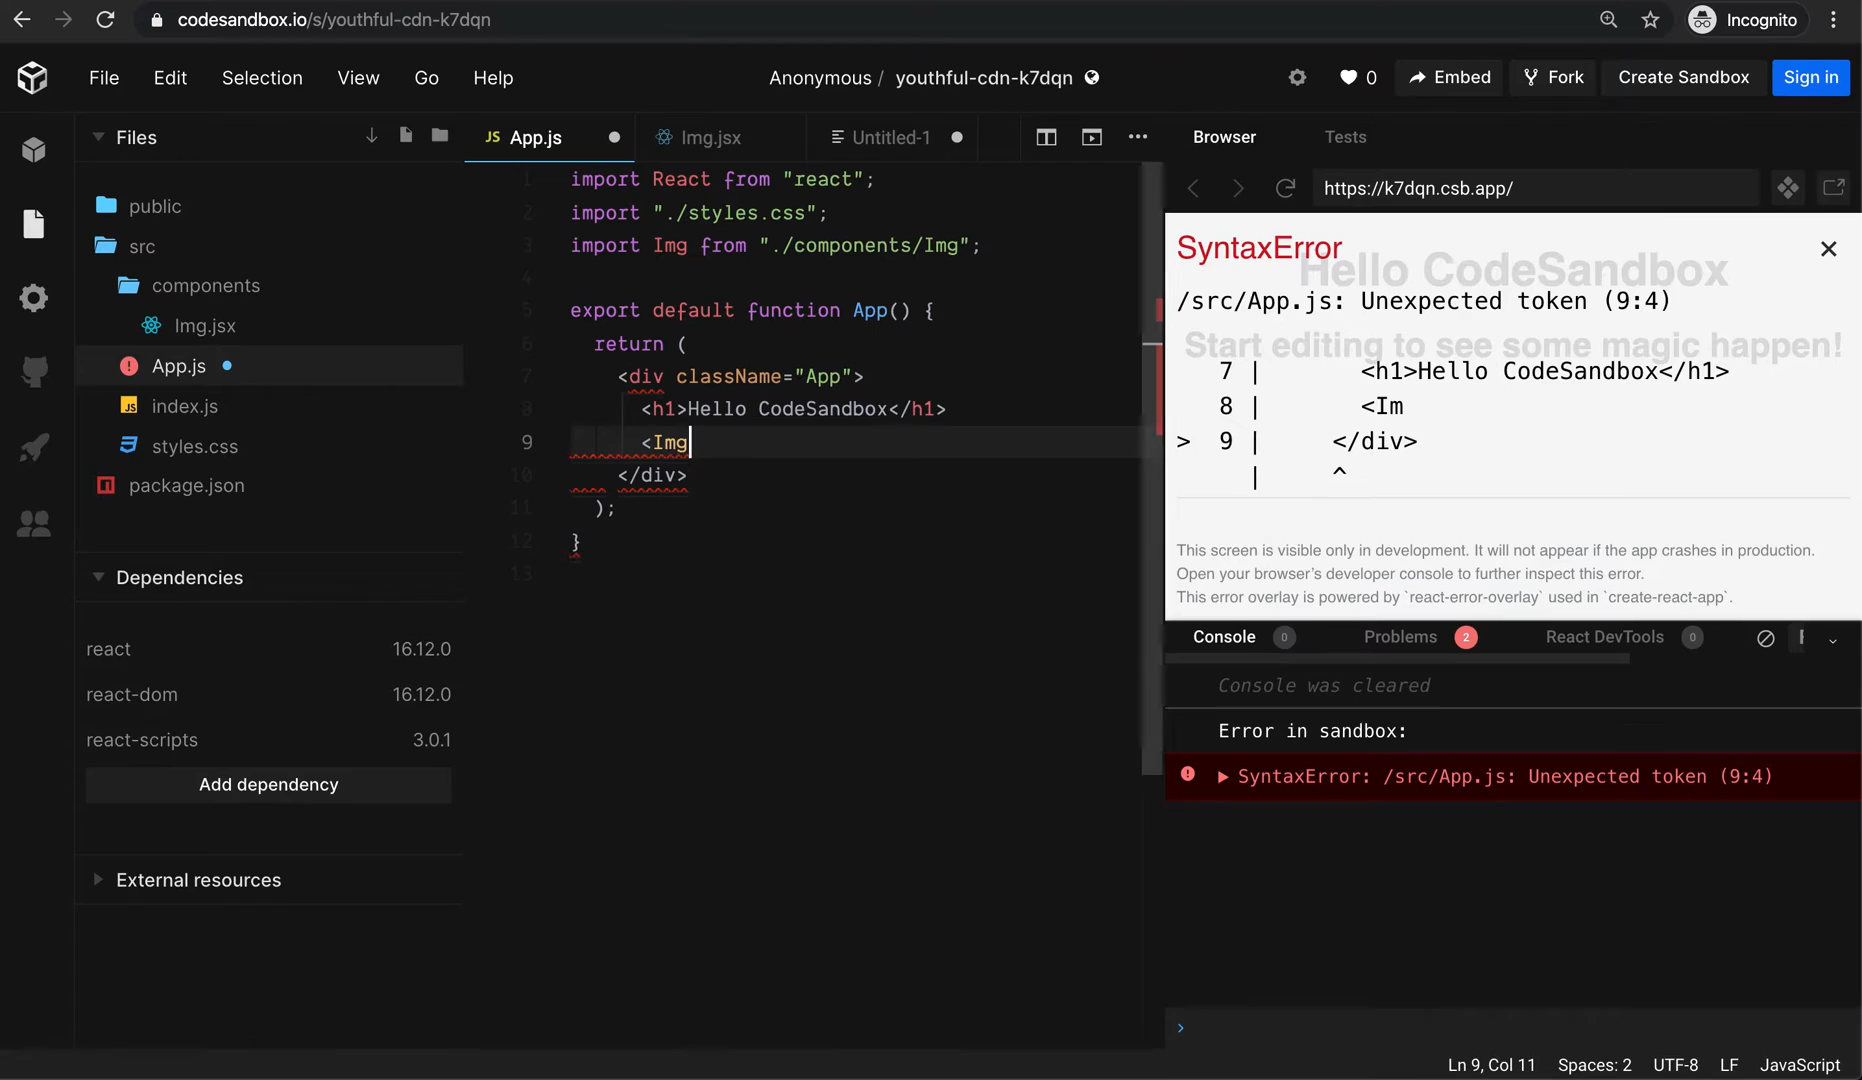 codesandbox.io/s/youthful-cdn-k7dqn
Incognito
File Edit Selection View Go Help
Anonymous / youthful-cdn-k7dqn
0
Embed
Fork
Create Sandbox
Sign in
Files
JS App.js
Img.jsx
Untitled-1
Browser
Tests
https://k7dqn.csb.app/
public
src
components
Img.jsx
App.js
index.js
styles.css
package.json
Dependencies
react 16.12.0
react-dom 16.12.0
react-scripts 3.0.1
Add dependency
External resources
1 import React from "react";
2 import "./styles.css";
3 import Img from "./components/Img";
4
5 export default function App() {
6 return (
7 <div className="App">
8 <h1>Hello CodeSandbox</h1>
9 <Img
10 </div>
11 );
12 }
13
SyntaxError
Hello CodeSandbox
/src/App.js: Unexpected token (9:4)
Start editing to see some magic happen!
7 | <h1>Hello CodeSandbox</h1>
8 | <Im
> 9 | </div>
| ^
This screen is visible only in development. It will not appear if the app crashes in production.
Open your browser’s developer console to further inspect this error.
This error overlay is powered by `react-error-overlay` used in `create-react-app`.
Console 0 Problems 2 React DevTools 0
Console was cleared
Error in sandbox:
SyntaxError: /src/App.js: Unexpected token (9:4)
Ln 9, Col 11 Spaces: 2 UTF-8 LF JavaScript